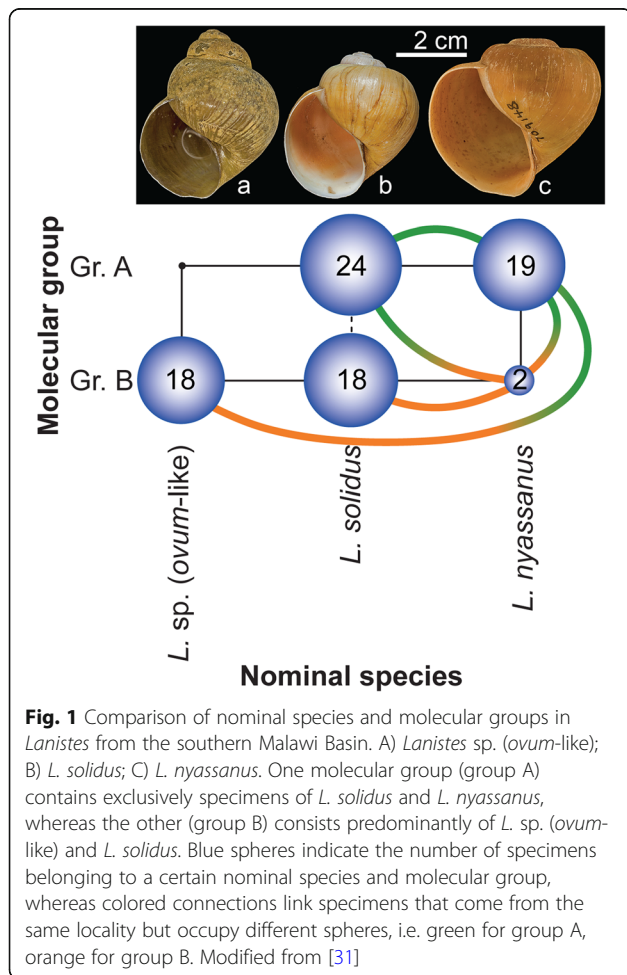 2 cm
a
b
c
709148
Gr. A
24
19
Gr. B
18
18
2
Molecular group
L. sp. (ovum-like)
L. solidus
L. nyassanus
Nominal species
Fig. 1 Comparison of nominal species and molecular groups in
Lanistes from the southern Malawi Basin. A) Lanistes sp. (ovum-like);
B) L. solidus; C) L. nyassanus. One molecular group (group A)
contains exclusively specimens of L. solidus and L. nyassanus,
whereas the other (group B) consists predominantly of L. sp. (ovum-
like) and L. solidus. Blue spheres indicate the number of specimens
belonging to a certain nominal species and molecular group,
whereas colored connections link specimens that come from the
same locality but occupy different spheres, i.e. green for group A,
orange for group B. Modified from [31]